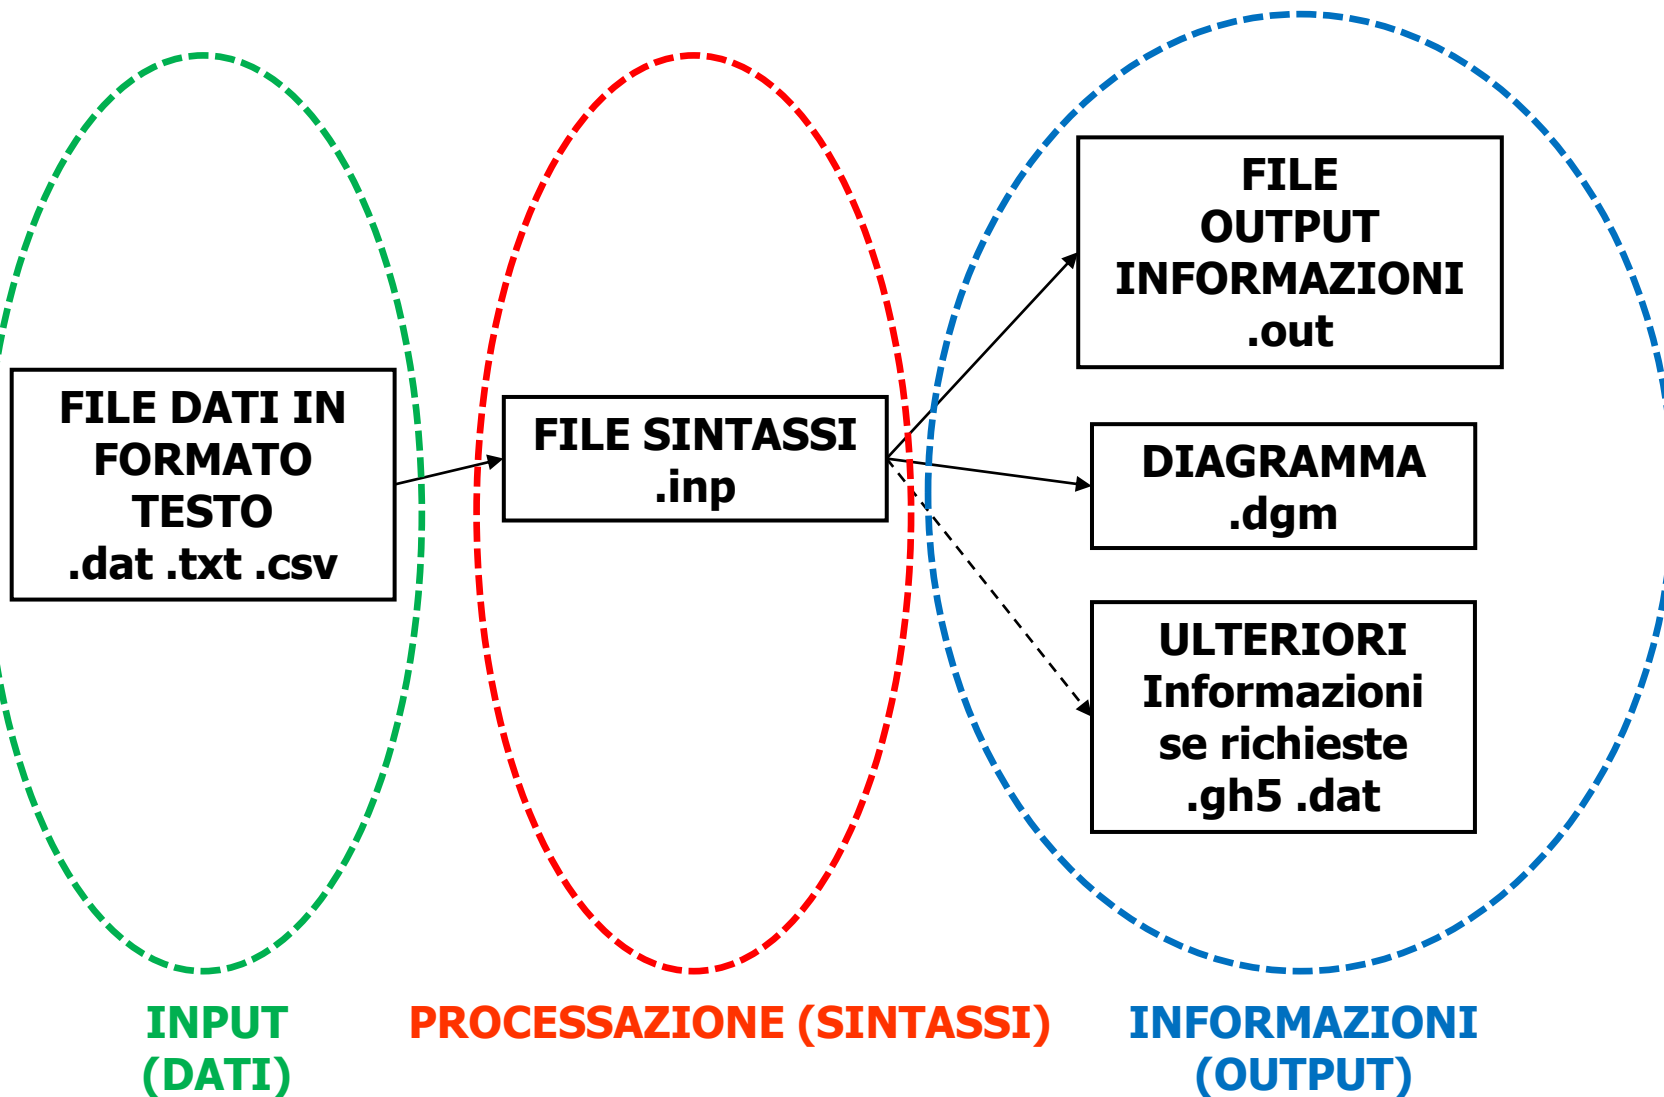 FILE DATI IN
FORMATO
TESTO
.dat .txt .csv
FILE SINTASSI
.inp
FILE
OUTPUT
INFORMAZIONI
.out
DIAGRAMMA
.dgm
ULTERIORI
Informazioni
se richieste
.gh5 .dat
INPUT
(DATI)
PROCESSAZIONE (SINTASSI)
INFORMAZIONI
(OUTPUT)